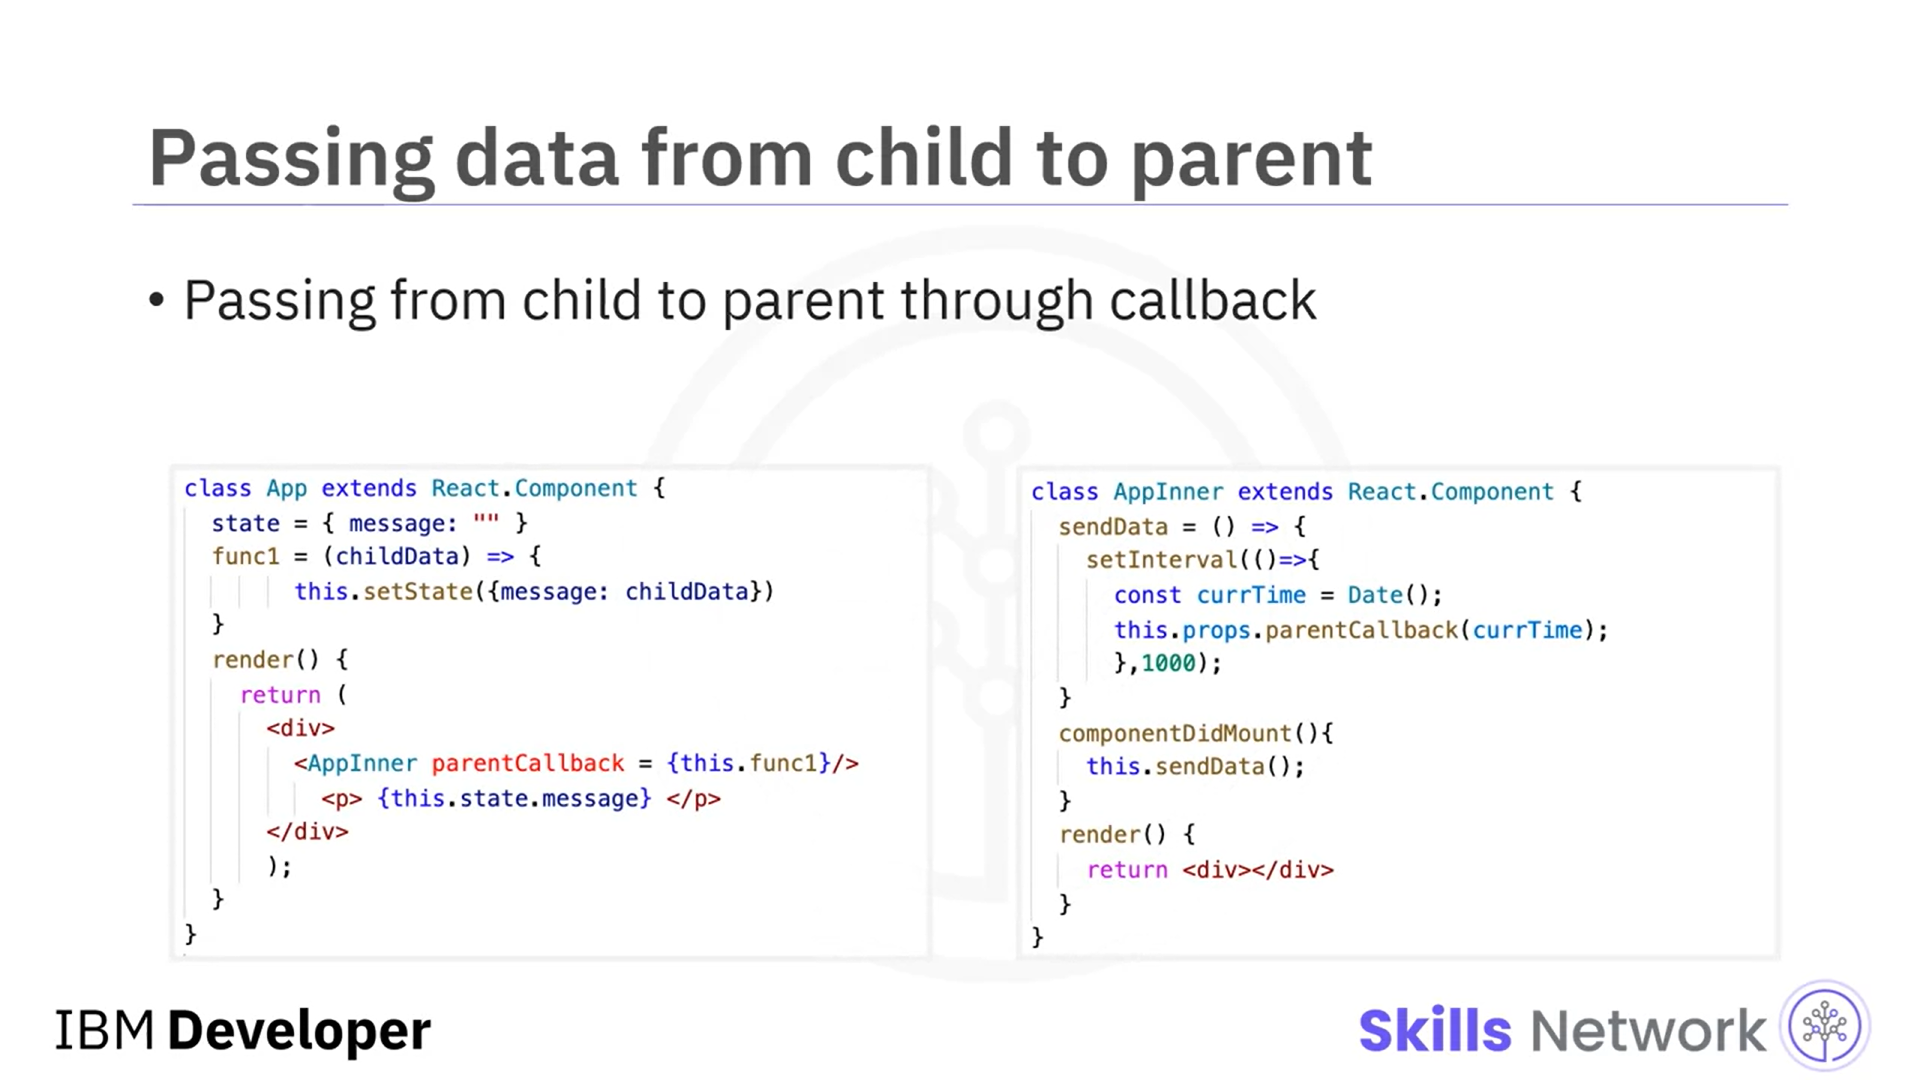 Passing data from child to parent
• Passing from child to parent through callback
class App extends React.Component {
state = { message: "" }
func1 = (childData) => {
this.setState({message: childData})
}
render() {
return (
<div>
<AppInner parentCallback = {this.func1}/>
<p> {this.state.message} </p>
</div>
);
}
}
class AppInner extends React.Component {
sendData = () => {
setInterval(()=>{
const currTime = Date();
this.props.parentCallback(currTime);
},1000);
}
componentDidMount(){
this.sendData();
}
render() {
return <div></div>
}
}
IBM Developer
Skills Network